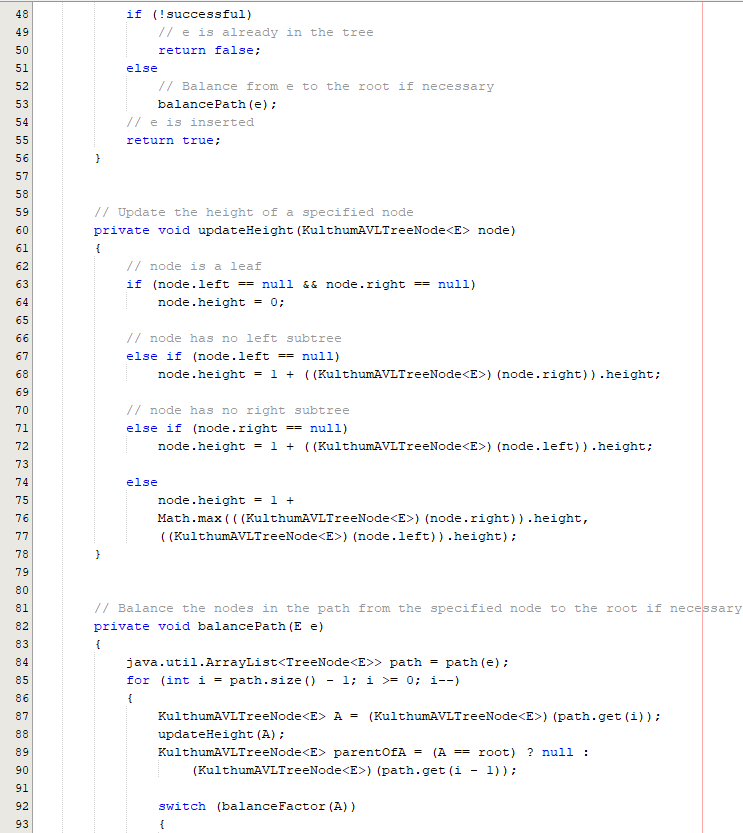 48 if (!successful)
49 // e is already in the tree
50 return false;
51 else
52 // Balance from e to the root if necessary
53 balancePath(e);
54 // e is inserted
55 return true;
56 }
57
58
59 // Update the height of a specified node
60 private void updateHeight(KulthumAVLTreeNode<E> node)
61 {
62 // node is a leaf
63 if (node.left == null && node.right == null)
64 node.height = 0;
65
66 // node has no left subtree
67 else if (node.left == null)
68 node.height = 1 + ((KulthumAVLTreeNode<E>)(node.right)).height;
69
70 // node has no right subtree
71 else if (node.right == null)
72 node.height = 1 + ((KulthumAVLTreeNode<E>)(node.left)).height;
73
74 else
75 node.height = 1 +
76 Math.max(((KulthumAVLTreeNode<E>)(node.right)).height,
77 ((KulthumAVLTreeNode<E>)(node.left)).height);
78 }
79
80
81 // Balance the nodes in the path from the specified node to the root if necessary
82 private void balancePath(E e)
83 {
84 java.util.ArrayList<TreeNode<E>> path = path(e);
85 for (int i = path.size() - 1; i >= 0; i--)
86 {
87 KulthumAVLTreeNode<E> A = (KulthumAVLTreeNode<E>)(path.get(i));
88 updateHeight(A);
89 KulthumAVLTreeNode<E> parentOfA = (A == root) ? null :
90 (KulthumAVLTreeNode<E>)(path.get(i - 1));
91
92 switch (balanceFactor(A))
93 {